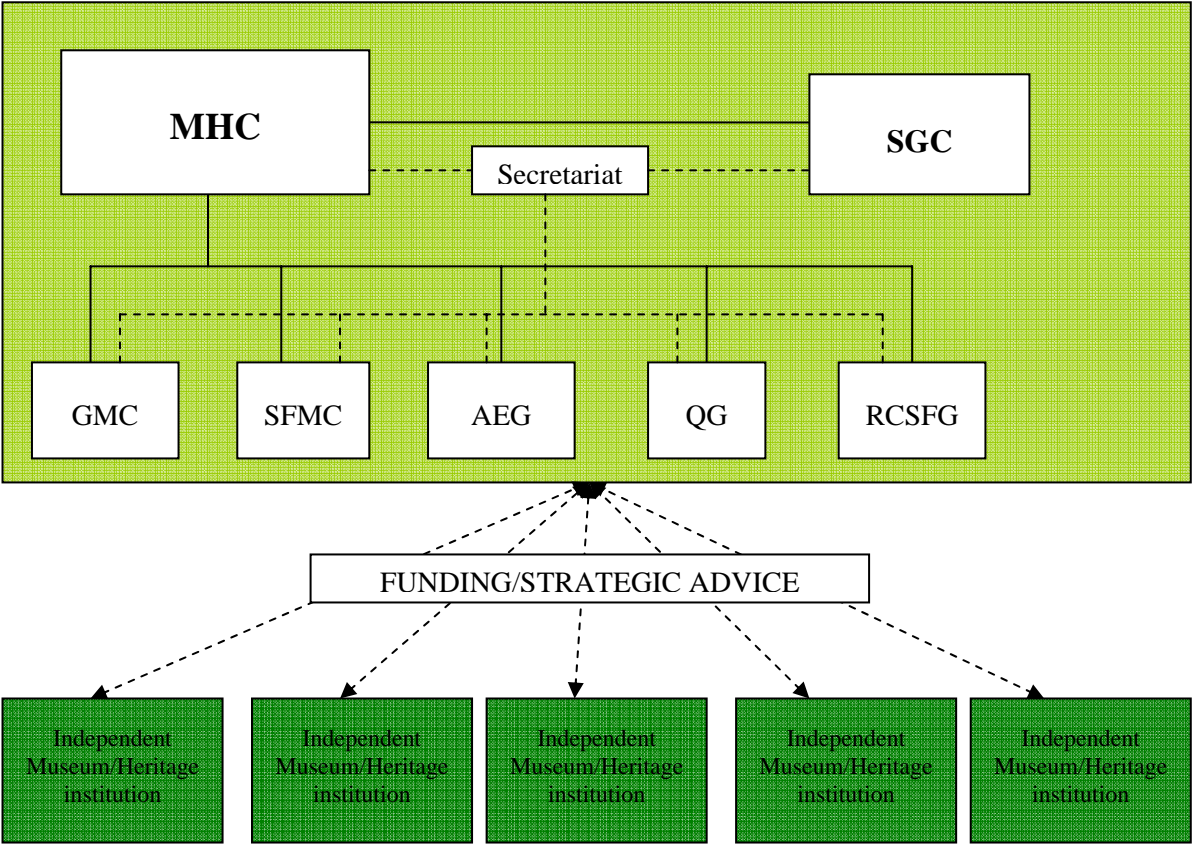 MHC
SGC
Secretariat
GMC
SFMC
AEG
QG
RCSFG
FUNDING/STRATEGIC ADVICE
Independent
Museum/Heritage
institution
Independent
Museum/Heritage
institution
Independent
Museum/Heritage
institution
Independent
Museum/Heritage
institution
Independent
Museum/Heritage
institution